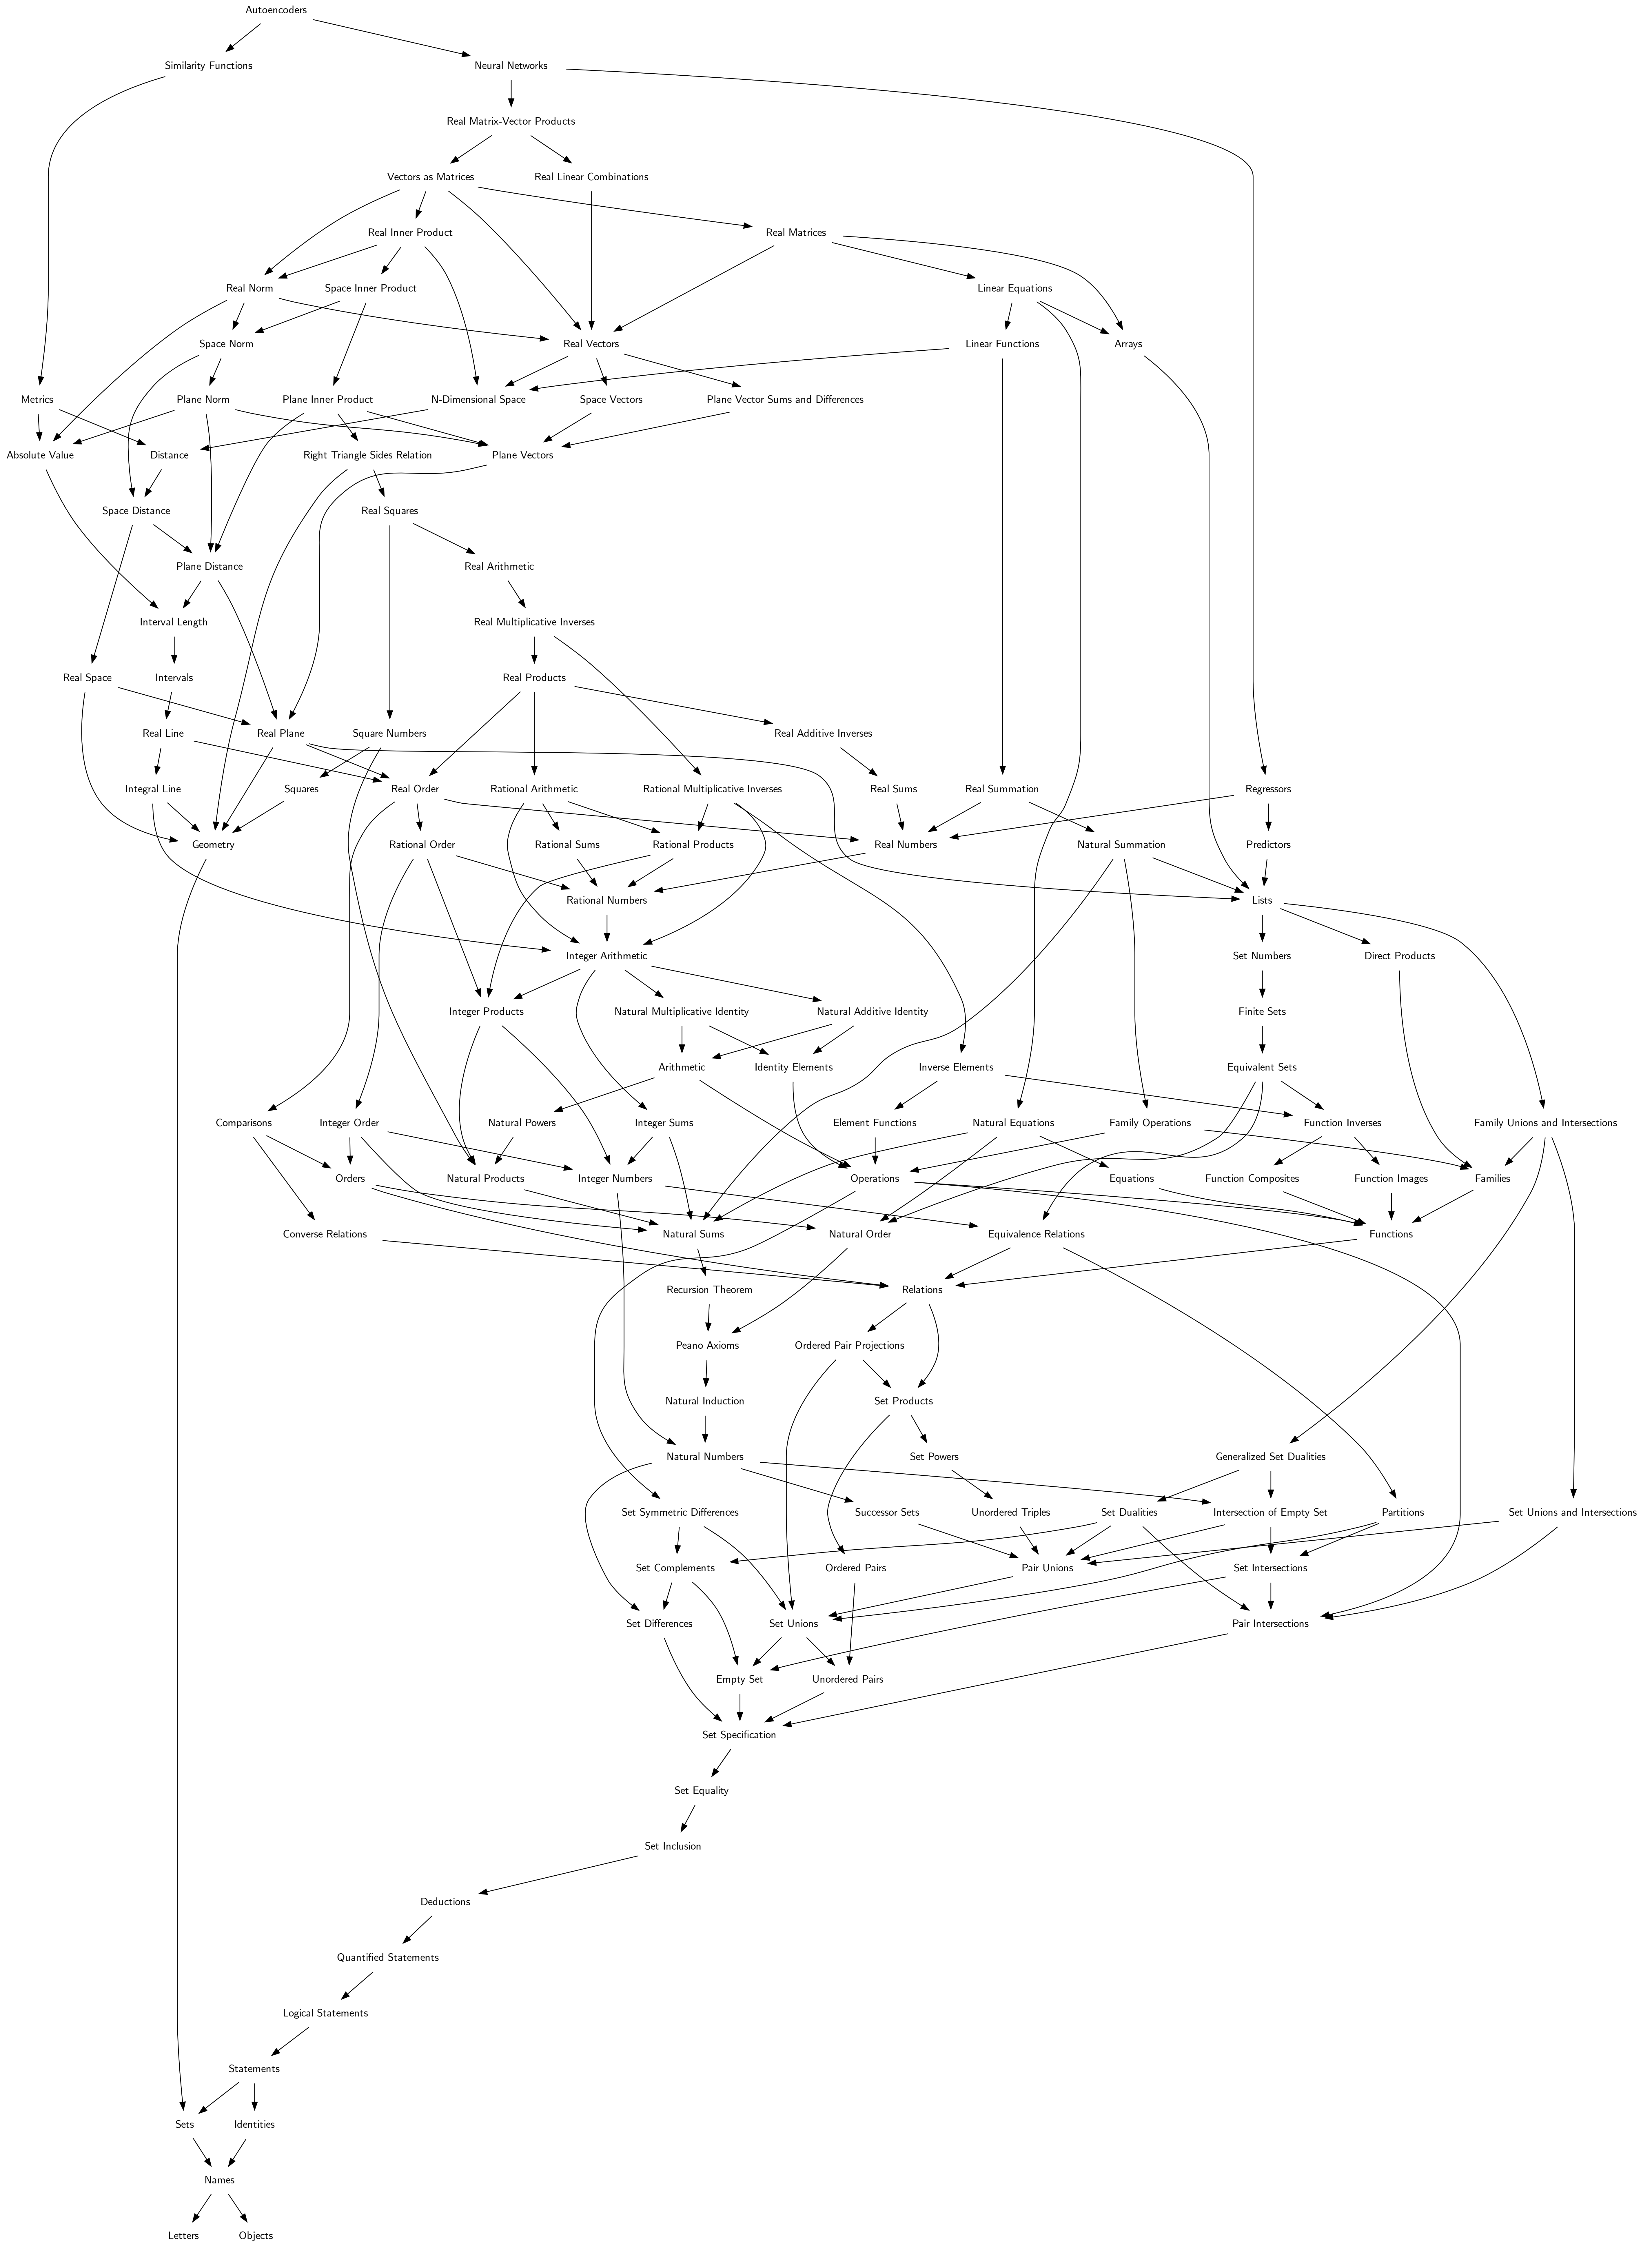 Autoencoders
Similarity Functions
Neural Networks
Real Matrix-Vector Products
Vectors as Matrices
Real Linear Combinations
Real Inner Product
Real Matrices
Real Norm
Space Inner Product
Linear Equations
Space Norm
Real Vectors
Linear Functions
Arrays
Metrics
Plane Norm
Plane Inner Product
N-Dimensional Space
Space Vectors
Plane Vector Sums and Differences
Absolute Value
Distance
Right Triangle Sides Relation
Plane Vectors
Space Distance
Real Squares
Plane Distance
Real Arithmetic
Interval Length
Real Multiplicative Inverses
Real Space
Intervals
Real Products
Real Line
Real Plane
Square Numbers
Real Additive Inverses
Integral Line
Squares
Real Order
Rational Arithmetic
Rational Multiplicative Inverses
Real Sums
Real Summation
Regressors
Geometry
Rational Order
Rational Sums
Rational Products
Real Numbers
Natural Summation
Predictors
Rational Numbers
Lists
Integer Arithmetic
Set Numbers
Direct Products
Integer Products
Natural Multiplicative Identity
Natural Additive Identity
Finite Sets
Arithmetic
Identity Elements
Inverse Elements
Equivalent Sets
Comparisons
Integer Order
Natural Powers
Integer Sums
Element Functions
Natural Equations
Family Operations
Function Inverses
Family Unions and Intersections
Orders
Natural Products
Integer Numbers
Operations
Equations
Function Composites
Function Images
Families
Converse Relations
Natural Sums
Natural Order
Equivalence Relations
Functions
Recursion Theorem
Relations
Peano Axioms
Ordered Pair Projections
Natural Induction
Set Products
Natural Numbers
Set Powers
Generalized Set Dualities
Set Symmetric Differences
Successor Sets
Unordered Triples
Set Dualities
Intersection of Empty Set
Partitions
Set Unions and Intersections
Set Complements
Ordered Pairs
Pair Unions
Set Intersections
Set Differences
Set Unions
Pair Intersections
Empty Set
Unordered Pairs
Set Specification
Set Equality
Set Inclusion
Deductions
Quantified Statements
Logical Statements
Statements
Sets
Identities
Names
Letters
Objects